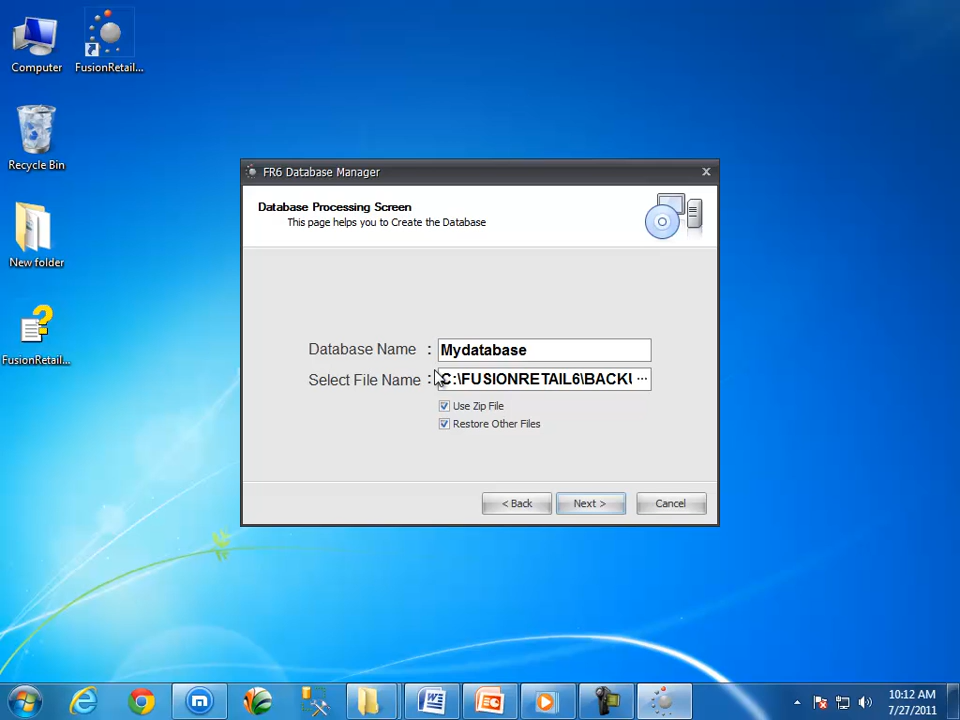 Computer
FusionRetail...
Recycle Bin
New folder
FusionRetail...
FR6 Database Manager
Database Processing Screen
This page helps you to Create the Database
Database Name : Mydatabase
Select File Name : C:\FUSIONRETAIL6\BACKU ...
Use Zip File
Restore Other Files
< Back
Next >
Cancel
10:12 AM
7/27/2011